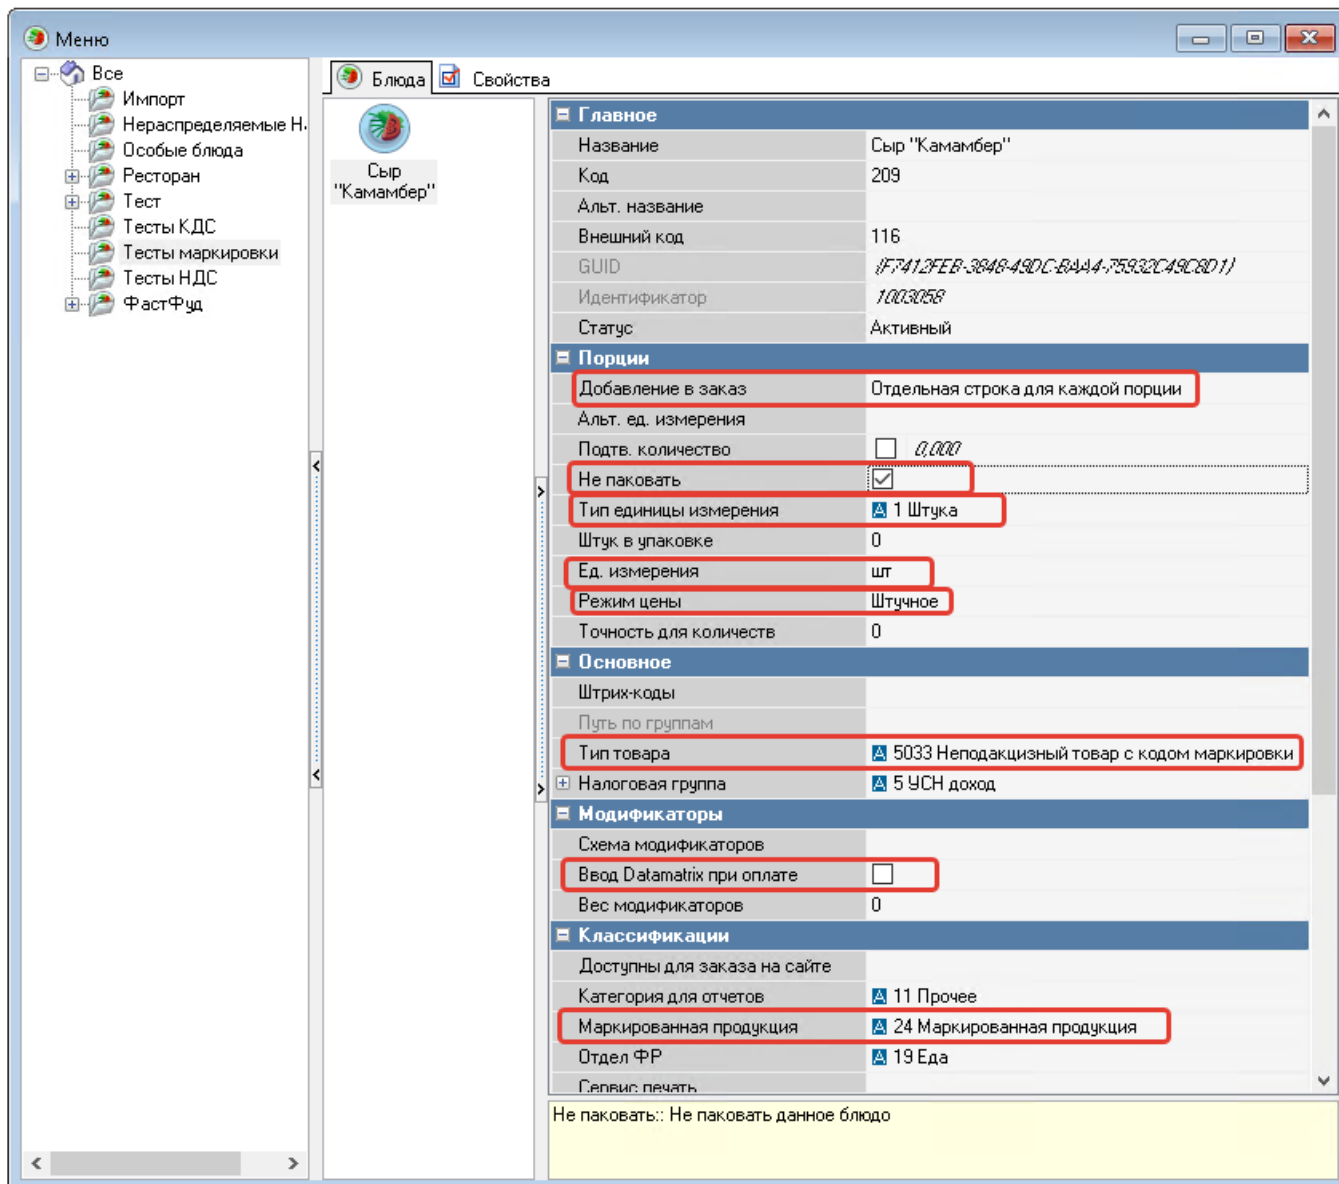 Меню
Все
Импорт
Нераспределяемые Н.
Особые блюда
Ресторан
Тест
Тесты КДС
Тесты маркировки
Тесты НДС
ФастФуд
Блюда Свойства
Сыр
"Камамбер"
Главное
Название Сыр "Камамбер"
Код 209
Альт. название
Внешний код 116
GUID {F7412FEB-3648-49DC-BAA4-75932C49C8D1}
Идентификатор 1003058
Статус Активный
Порции
Добавление в заказ Отдельная строка для каждой порции
Альт. ед. измерения
Подтв. количество 0,000
Не паковать
Тип единицы измерения 1 Штука
Штук в упаковке 0
Ед. измерения шт
Режим цены Штучное
Точность для количеств 0
Основное
Штрих-коды
Путь по группам
Тип товара 5033 Неподакцизный товар с кодом маркировки
Налоговая группа 5 УСН доход
Модификаторы
Схема модификаторов
Ввод Datamatrix при оплате
Вес модификаторов 0
Классификации
Доступны для заказа на сайте
Категория для отчетов 11 Прочее
Маркированная продукция 24 Маркированная продукция
Отдел ФР 19 Еда
Сервис печать
Не паковать:: Не паковать данное блюдо